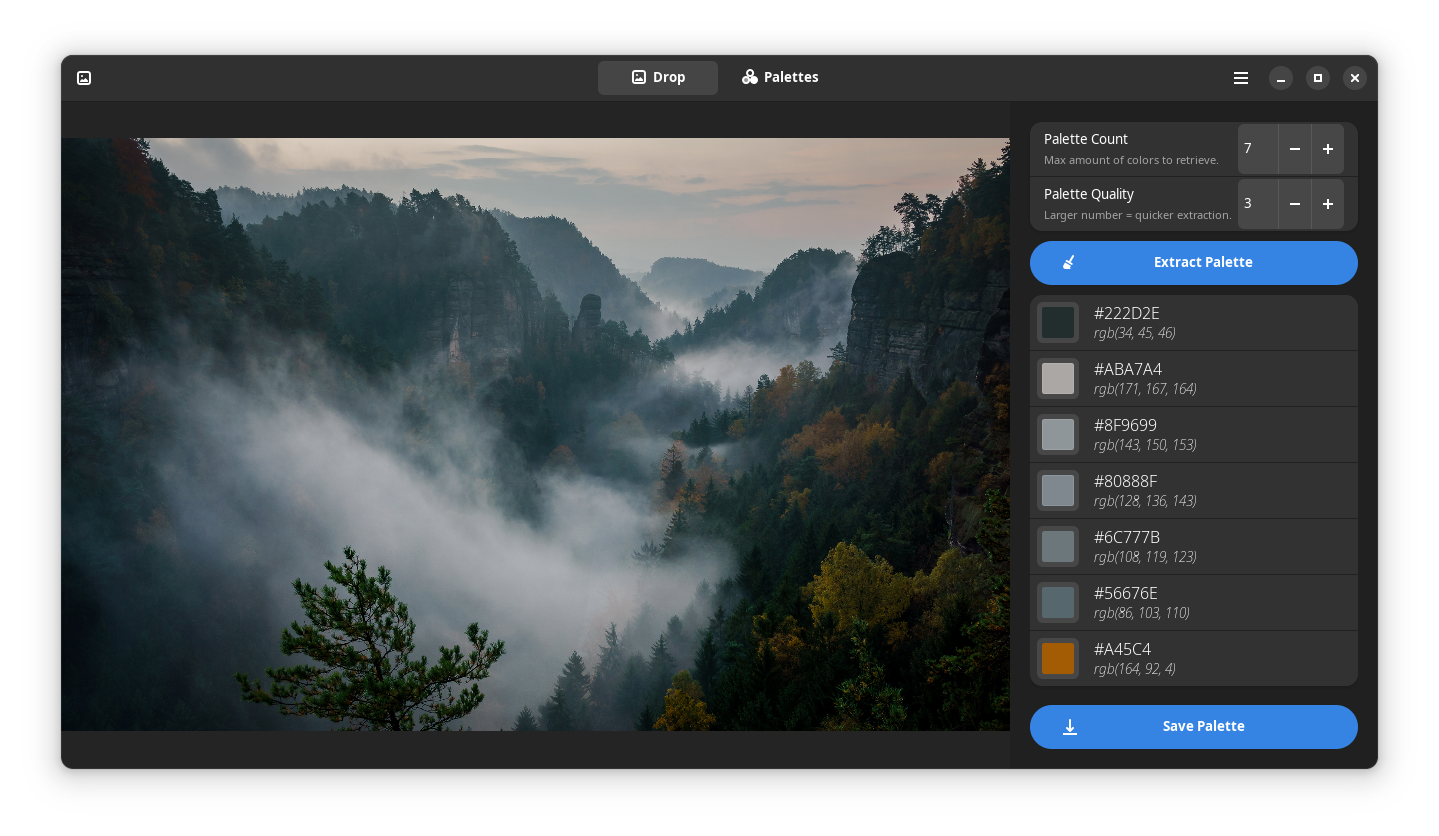 Drop
Palettes
Palette Count
Max amount of colors to retrieve.
7
Palette Quality
Larger number = quicker extraction.
3
Extract Palette
#222D2E
rgb(34, 45, 46)
#ABA7A4
rgb(171, 167, 164)
#8F9699
rgb(143, 150, 153)
#80888F
rgb(128, 136, 143)
#6C777B
rgb(108, 119, 123)
#56676E
rgb(86, 103, 110)
#A45C4
rgb(164, 92, 4)
Save Palette